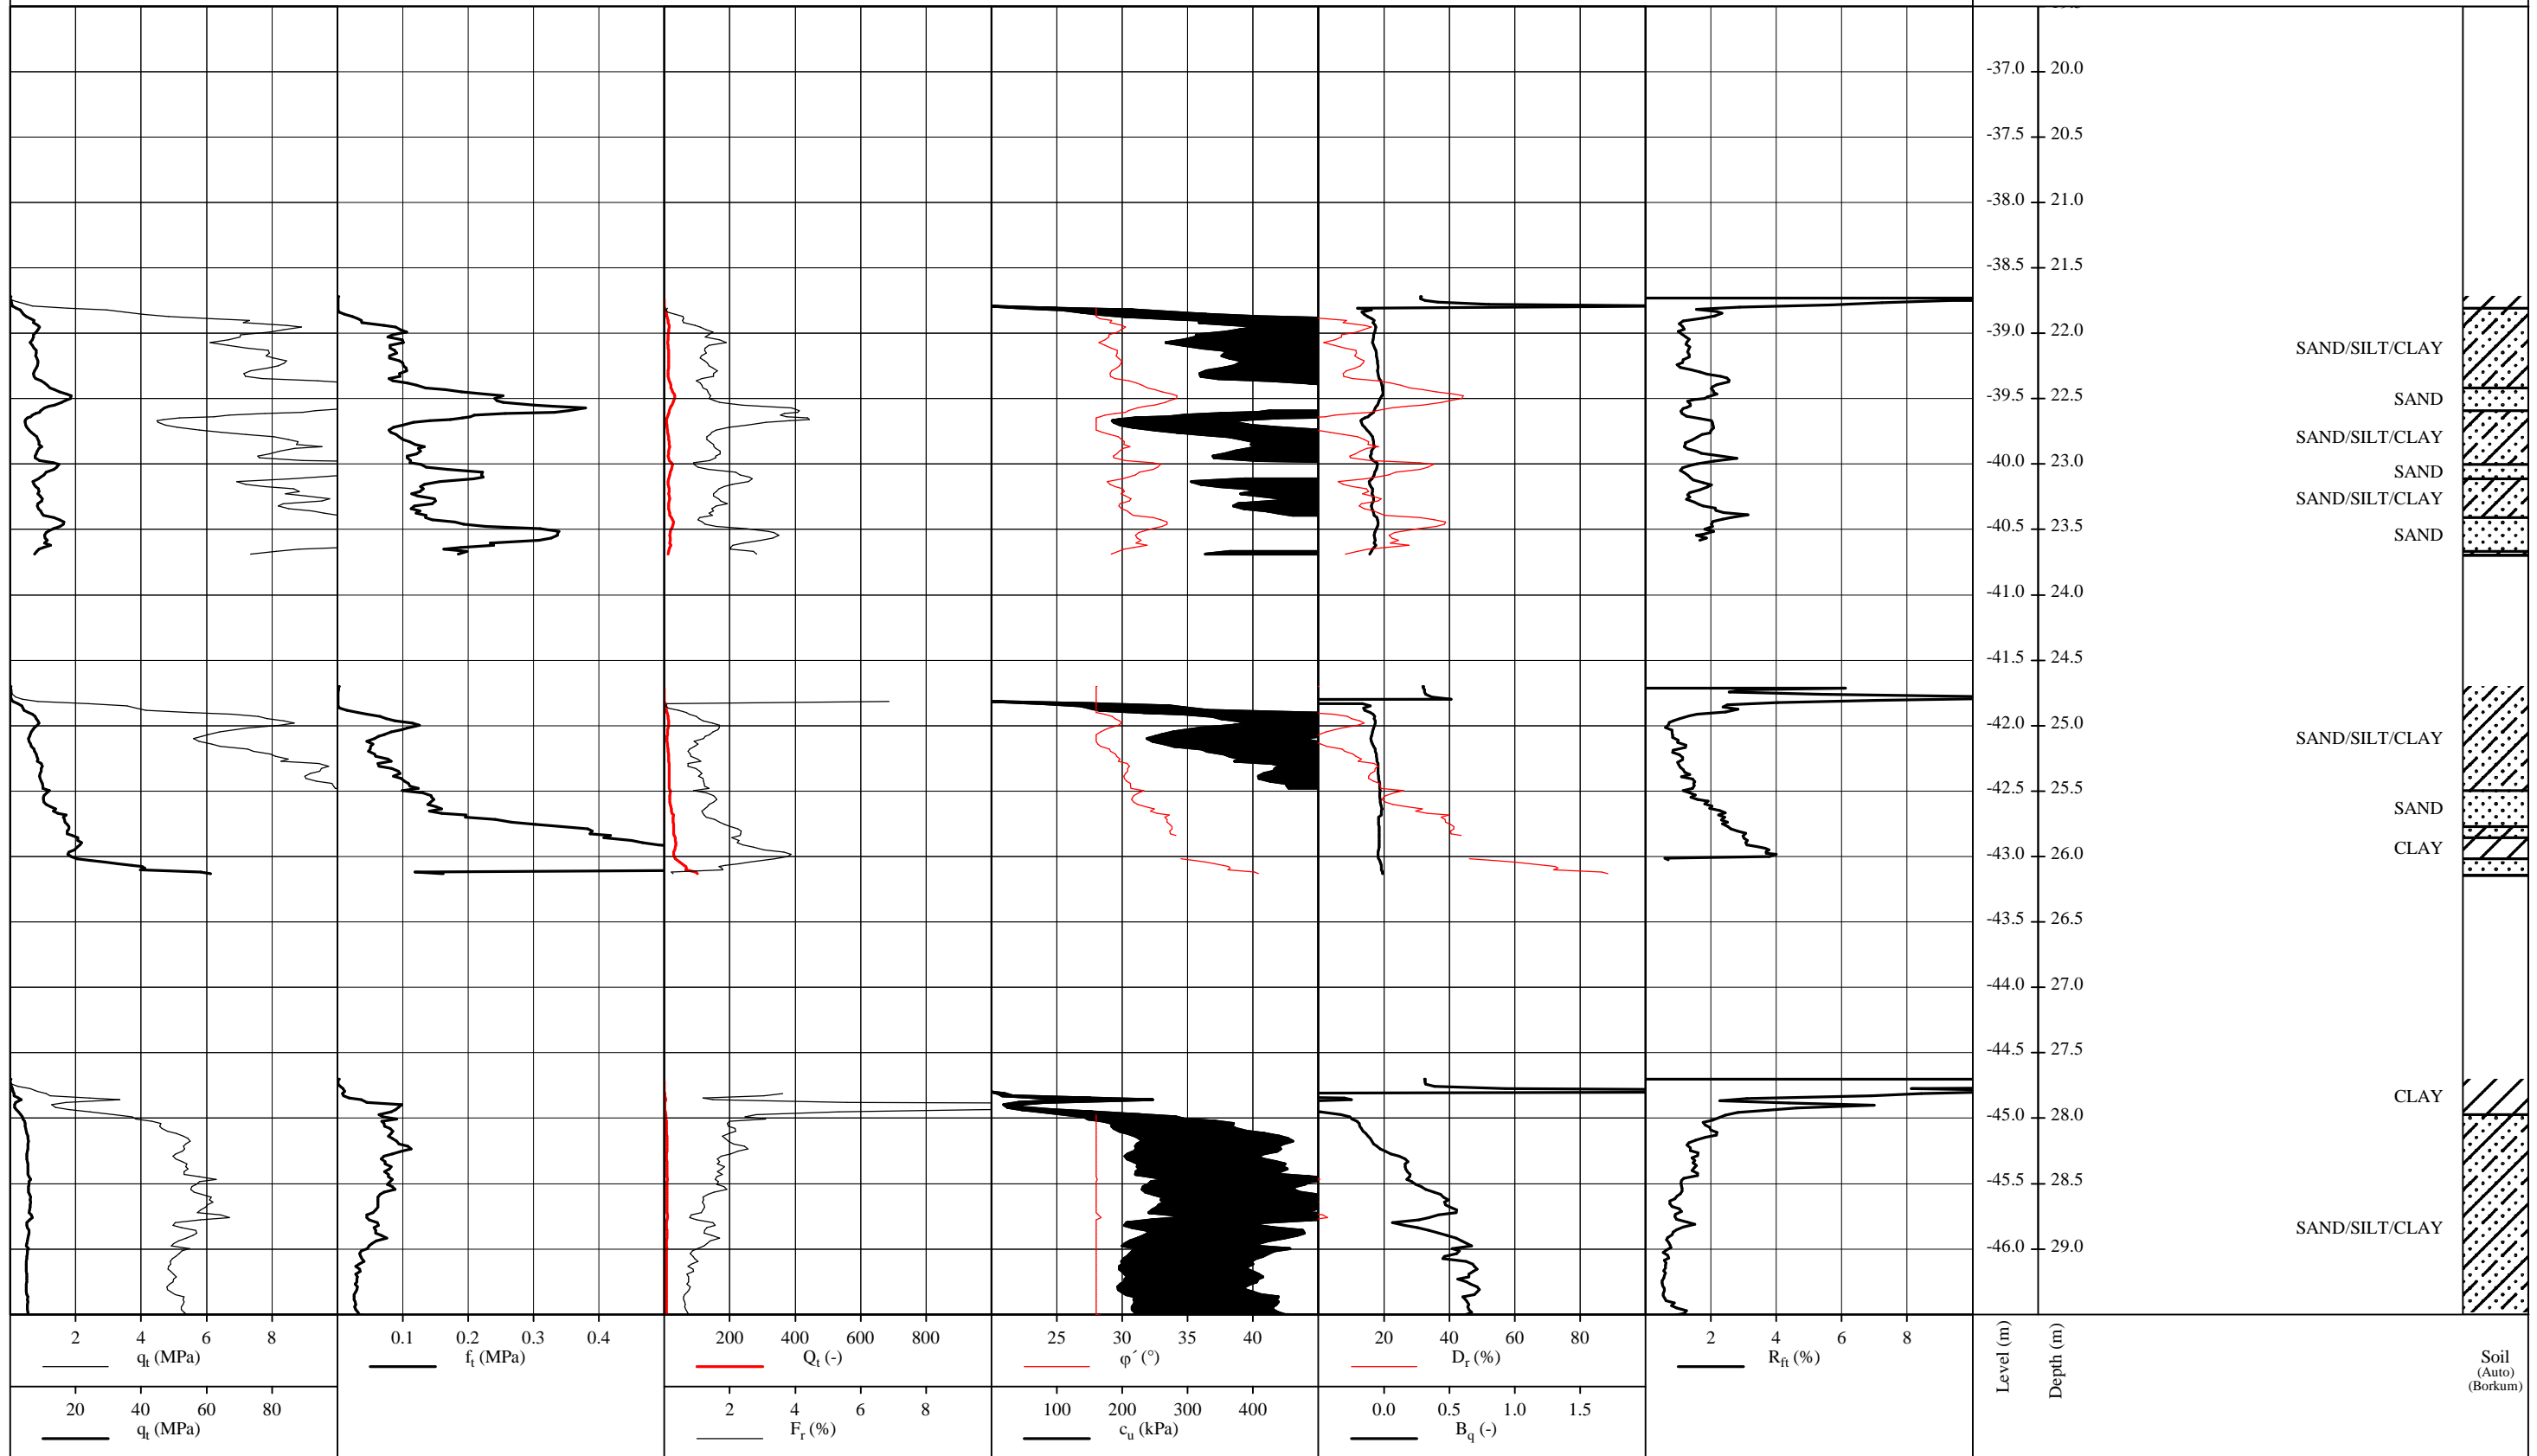 -37.0 20.0
-37.5 20.5
-38.0 21.0
-38.5 21.5
-39.0 22.0
SAND/SILT/CLAY
-39.5 22.5 SAND
SAND/SILT/CLAY
-40.0 23.0
SAND
SAND/SILT/CLAY
-40.5 23.5
SAND
-41.0 24.0
-41.5 24.5
-42.0 25.0
SAND/SILT/CLAY
-42.5 25.5
SAND
CLAY
-43.0 26.0
-43.5 26.5
-44.0 27.0
-44.5 27.5
CLAY
-45.0 28.0
-45.5 28.5
SAND/SILT/CLAY
-46.0 29.0
2 4 6 8 0.1 0.2 0.3 0.4 200 400 600 800 25 30 35 40 20 40 60 80 2 4 6 8
qt (MPa) ft (MPa) Qt (-) φ´ (°) Dr (%) Rft (%)
Level (m) Depth (m)
Soil
(Auto)
(Borkum)
20 40 60 80 2 4 6 8 100 200 300 400 0.0 0.5 1.0 1.5
qt (MPa) Fr (%) cu (kPa) Bq (-)